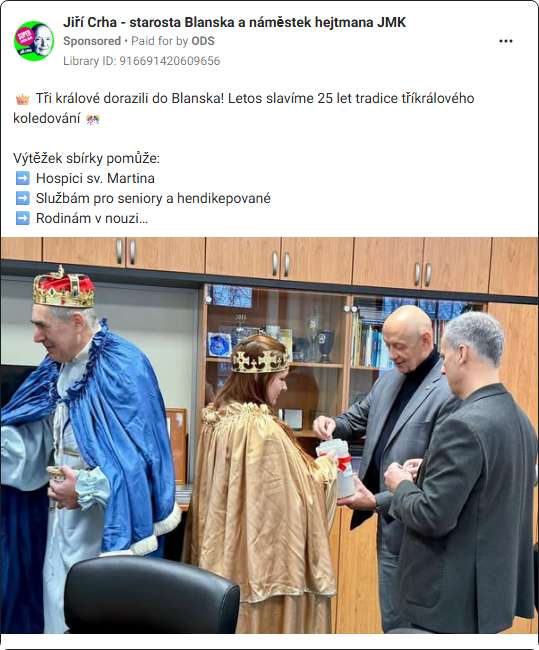 Jiří Crha - starosta Blanska a náměstek hejtmana JMK
Sponsored • Paid for by ODS
Library ID: 916691420609656
👑 Tři králové dorazili do Blanska! Letos slavíme 25 let tradice tříkrálového
koledování 🎊
Výtěžek sbírky pomůže:
➡️ Hospici sv. Martina
➡️ Službám pro seniory a hendikepované
➡️ Rodinám v nouzi…